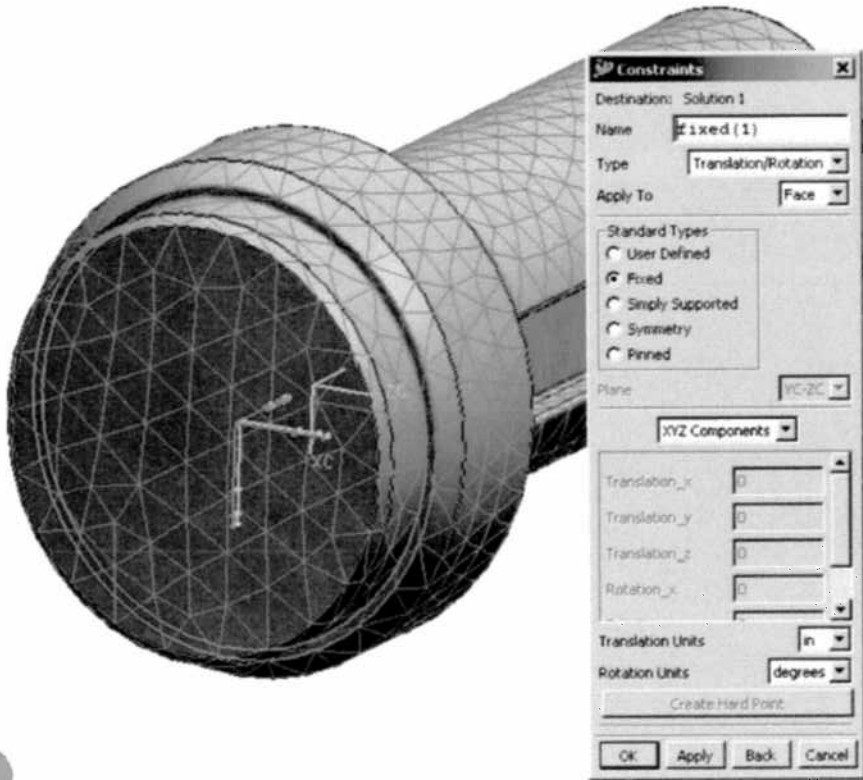 Constraints
Destination: Solution 1
Name fixed(1)
Type Translation/Rotation
Apply To Face
Standard Types
User Defined
Fixed
Simply Supported
Symmetry
Pinned
Plane YC-ZC
XYZ Components
Translation_x 0
Translation_y 0
Translation_z 0
Rotation_x 0
Translation Units in
Rotation Units degrees
Create Hard Point
OK Apply Back Cancel
XC